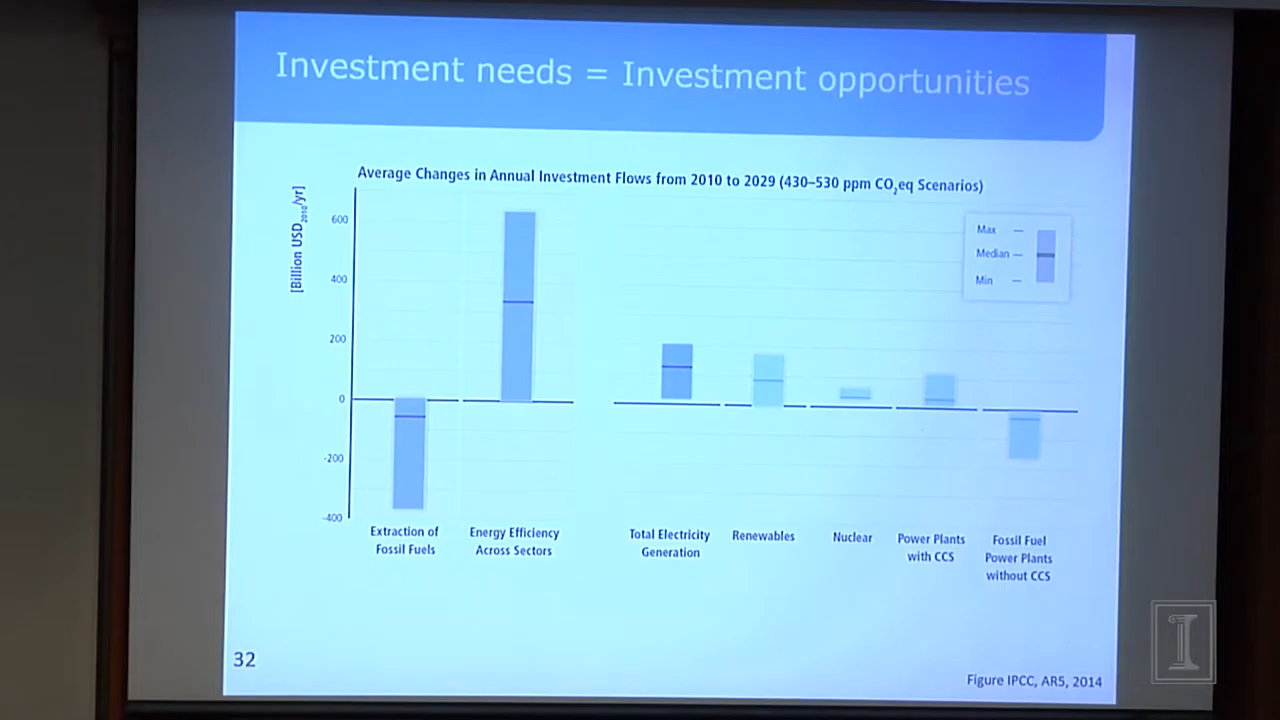 Investment needs = Investment opportunities
Average Changes in Annual Investment Flows from 2010 to 2029 (430–530 ppm CO₂eq Scenarios)
[Billion USD₂₀₁₀/yr]
600
400
200
0
-200
-400
Max
Median
Min
Extraction of
Fossil Fuels
Energy Efficiency
Across Sectors
Total Electricity
Generation
Renewables
Nuclear
Power Plants
with CCS
Fossil Fuel
Power Plants
without CCS
32
Figure IPCC, AR5, 2014
I